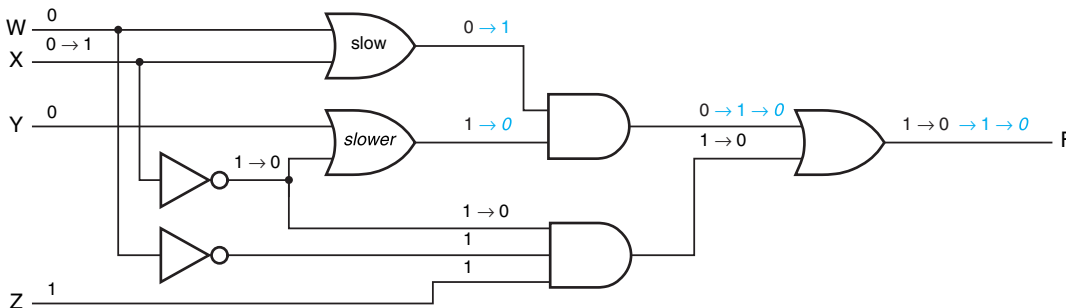 W 0
X 0 → 1
slow
0 → 1
Y 0
slower
1 → 0
0 → 1 → 0
1 → 0
1 → 0 → 1 → 0
F
1 → 0
1 → 0
1
1
Z 1